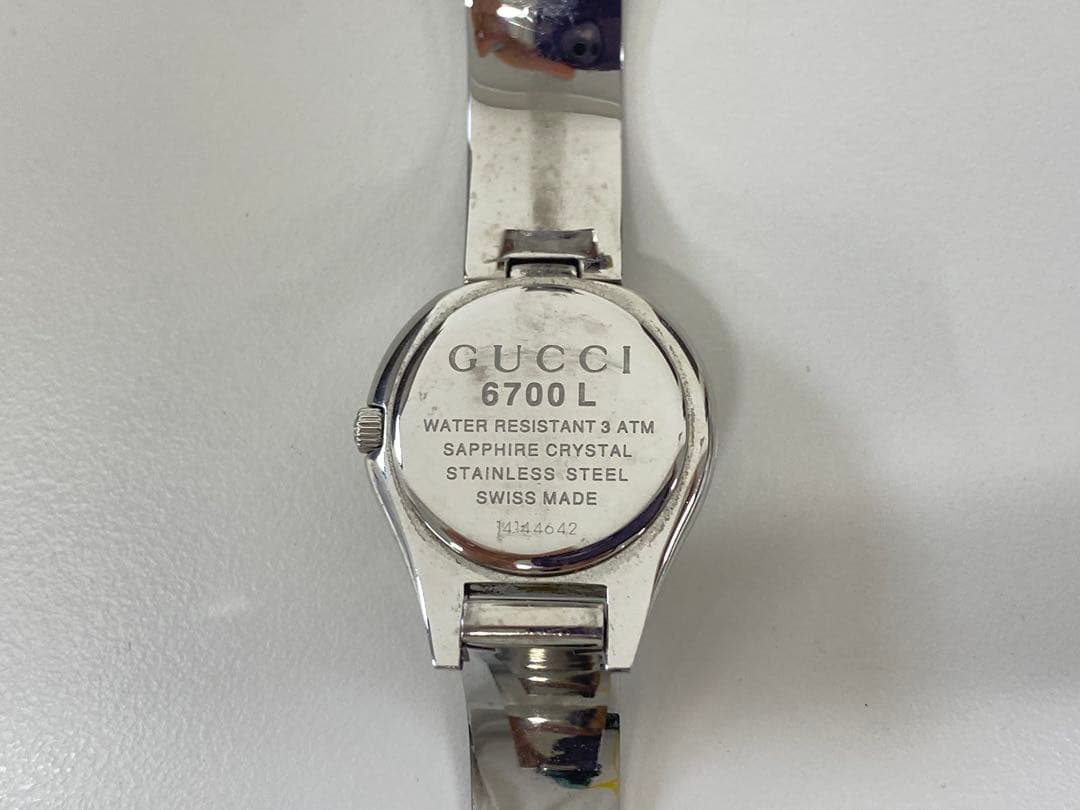 GUCCI
6700 L
WATER RESISTANT 3 ATM
SAPPHIRE CRYSTAL
STAINLESS STEEL
SWISS MADE
14144642